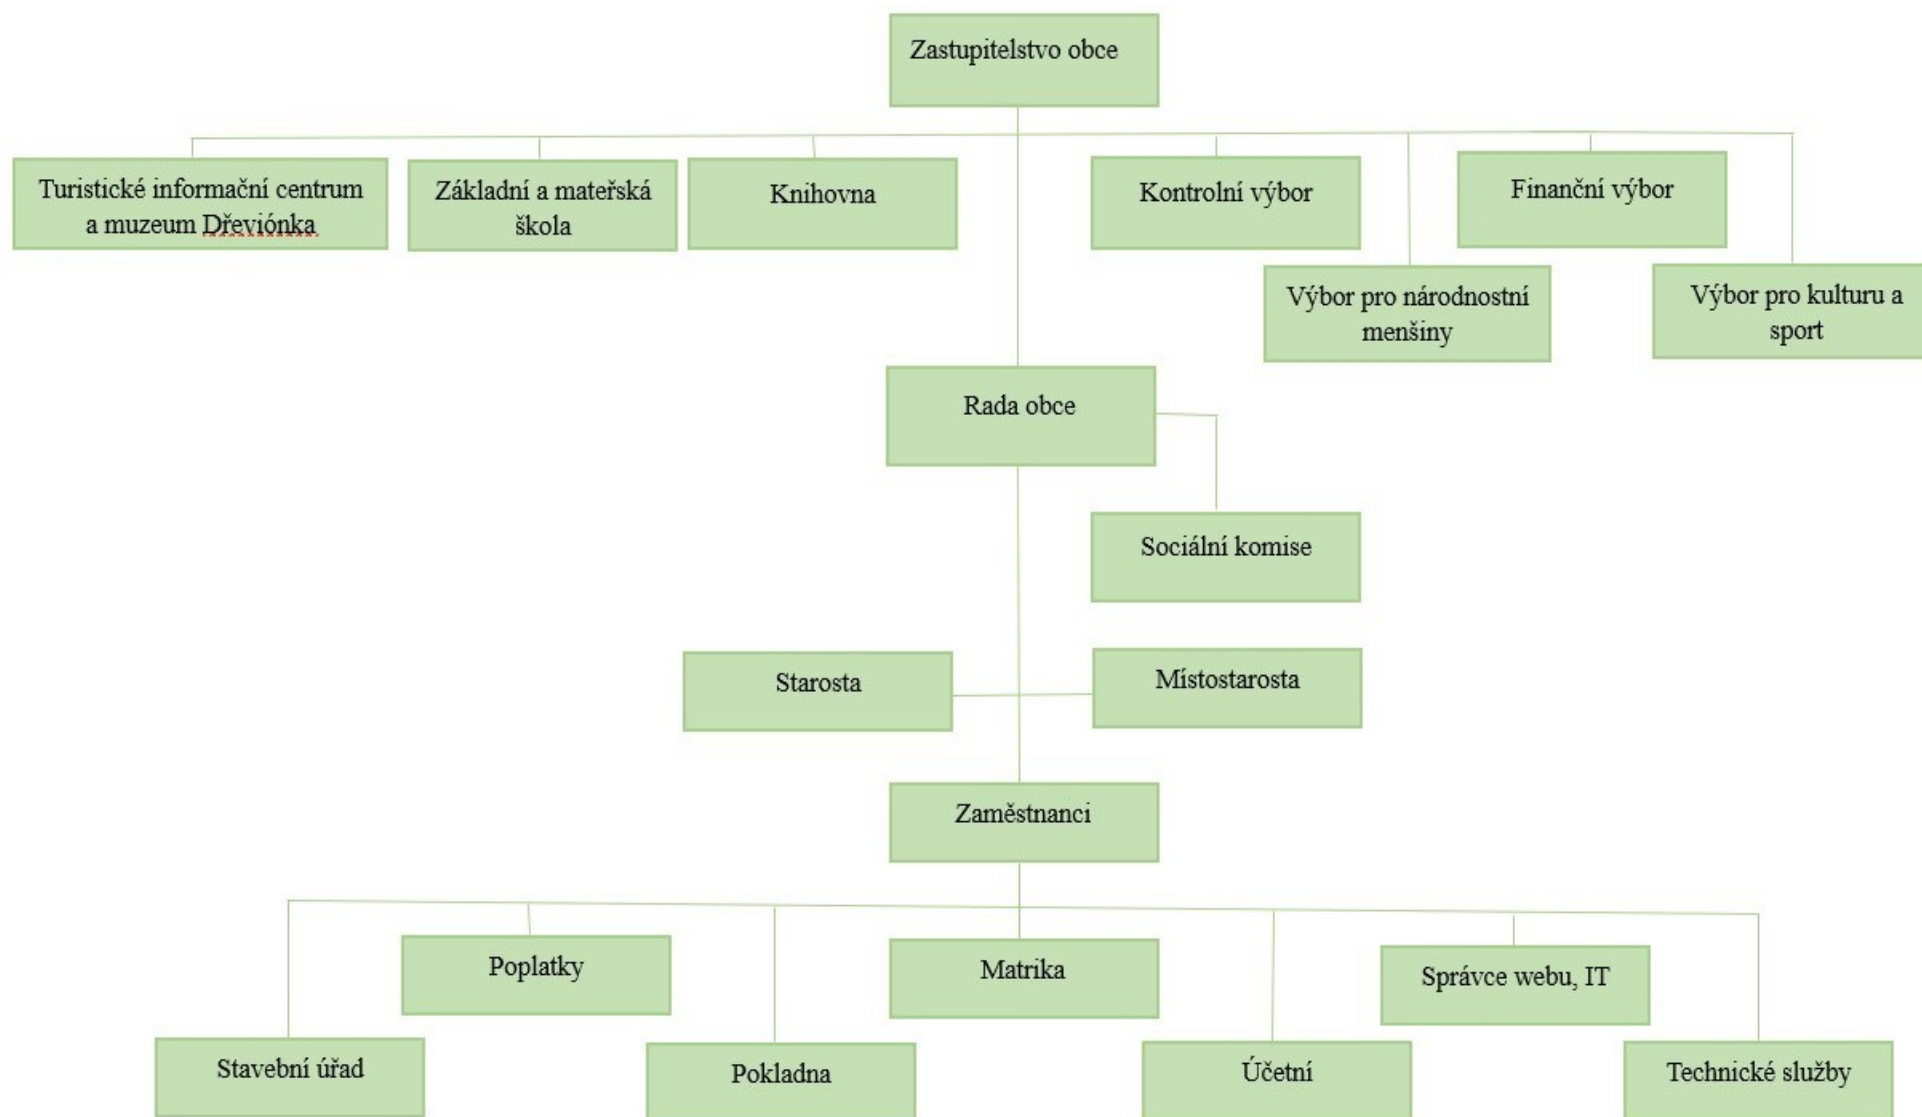 Zastupitelstvo obce
Turistické informační centrum
a muzeum Dřeviónka
Základní a mateřská
škola
Knihovna
Kontrolní výbor
Finanční výbor
Výbor pro národnostní
menšiny
Výbor pro kulturu a
sport
Rada obce
Sociální komise
Starosta
Místostarosta
Zaměstnanci
Poplatky
Matrika
Správce webu, IT
Stavební úřad
Pokladna
Účetní
Technické služby